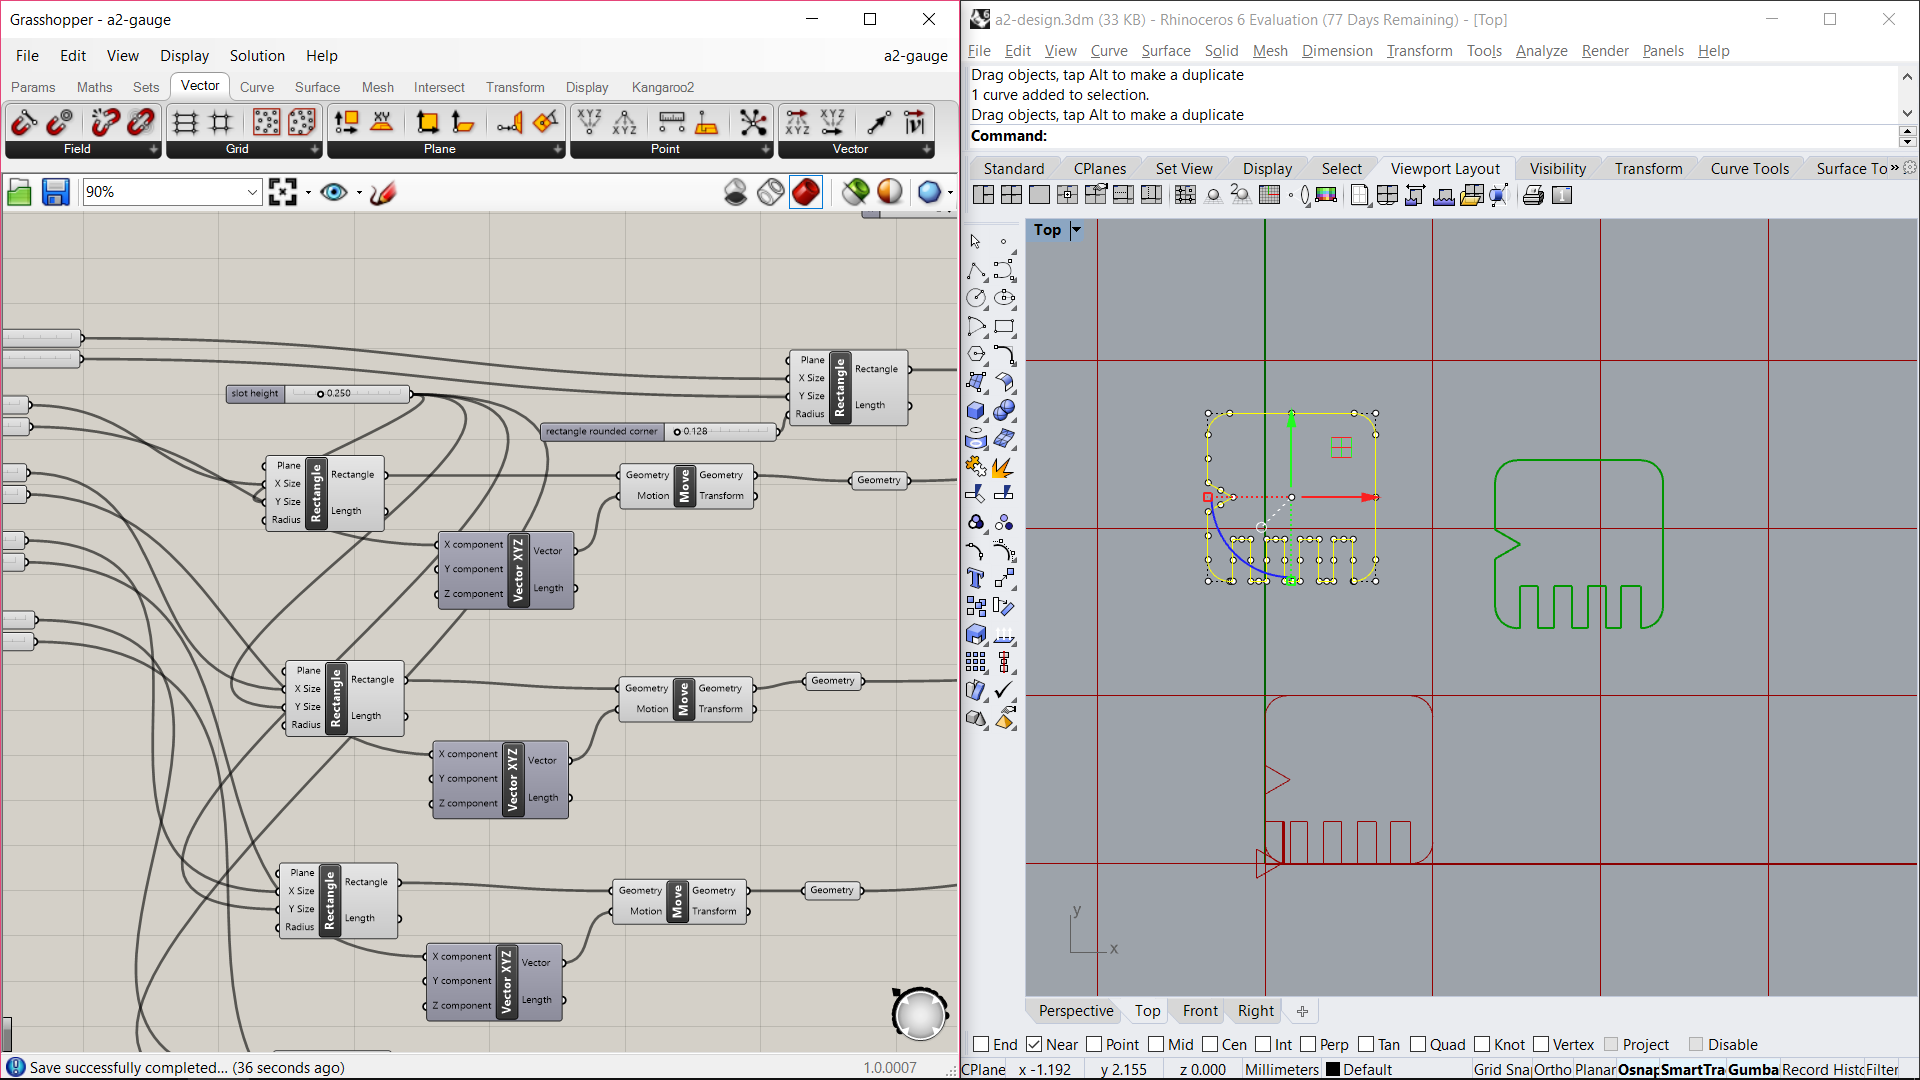 Grasshopper - a2-gauge
File Edit View Display Solution Help a2-gauge
Params Maths Sets Vector Curve Surface Mesh Intersect Transform Display Kangaroo2
Field Grid Plane Point Vector
90%
slot height 0.250
rectangle rounded corner 0.128
Plane
X Size
Y Size
Radius
Rectangle
Rectangle
Length
Plane
X Size
Y Size
Radius
Rectangle
Rectangle
Length
Geometry
Motion
Move
Geometry
Transform
Geometry
X component
Y component
Z component
Vector XYZ
Vector
Length
Plane
X Size
Y Size
Radius
Rectangle
Rectangle
Length
Geometry
Motion
Move
Geometry
Transform
Geometry
X component
Y component
Z component
Vector XYZ
Vector
Length
Plane
X Size
Y Size
Radius
Rectangle
Rectangle
Length
Geometry
Motion
Move
Geometry
Transform
Geometry
X component
Y component
Z component
Vector XYZ
Vector
Length
Save successfully completed... (36 seconds ago) 1.0.0007
a2-design.3dm (33 KB) - Rhinoceros 6 Evaluation (77 Days Remaining) - [Top]
File Edit View Curve Surface Solid Mesh Dimension Transform Tools Analyze Render Panels Help
Drag objects, tap Alt to make a duplicate
1 curve added to selection.
Drag objects, tap Alt to make a duplicate
Command:
Standard CPlanes Set View Display Select Viewport Layout Visibility Transform Curve Tools Surface To »
Top
y
x
Perspective Top Front Right
End Near Point Mid Cen Int Perp Tan Quad Knot Vertex Project Disable
CPlane x -1.192 y 2.155 z 0.000 Millimeters Default Grid Sna Ortho Planar Osnap SmartTra Gumba Record Histo Filter